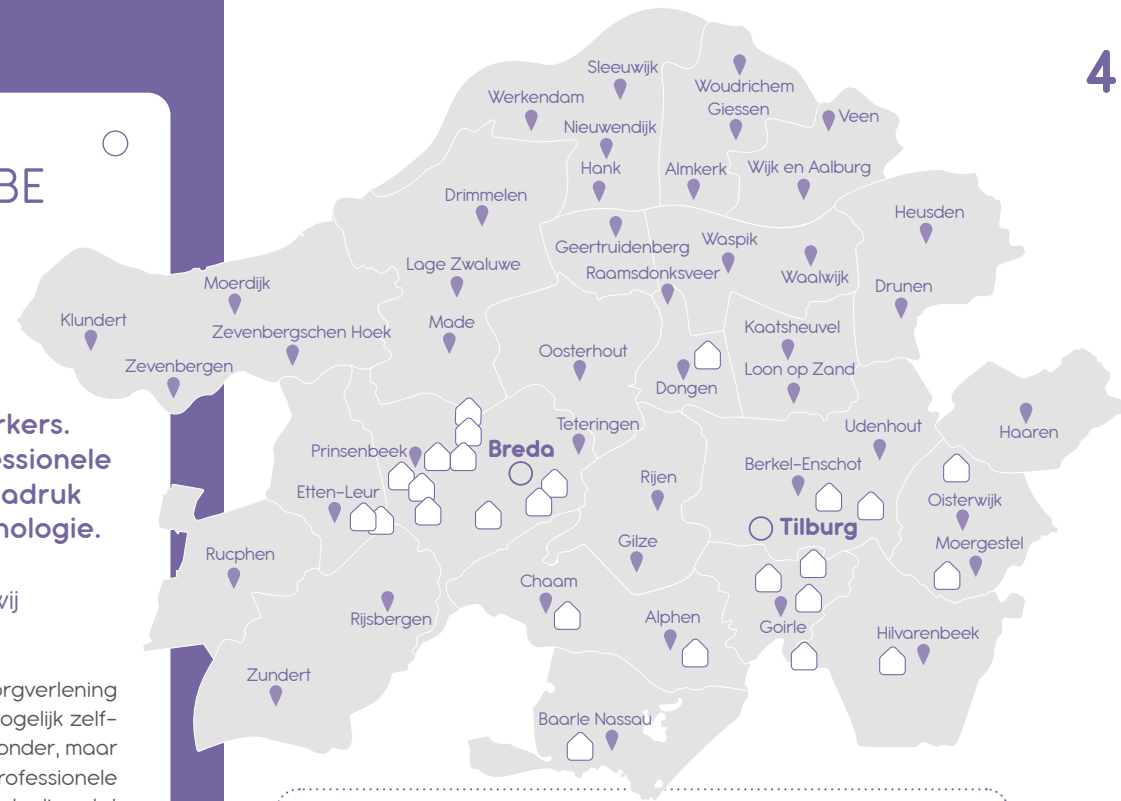 4
BE
rkers.
essionele
adruk
hnologie.
wij
orgverlening
ogelijk zelf-
onder, maar
rofessionele
Sleeuwijk
Woudrichem
Werkendam
Giessen
Veen
Nieuwendijk
Hank
Almkerk
Wijk en Aalburg
Drimmelen
Heusden
Geertruidenberg
Waspik
Lage Zwaluwe
Raamsdonksveer
Waalwijk
Moerdijk
Drunen
Klundert
Zevenbergschen Hoek
Made
Kaatsheuvel
Oosterhout
Zevenbergen
Dongen
Loon op Zand
Teteringen
Udenhout
Haaren
Prinsenbeek
Breda
Berkel-Enschot
Rijen
Etten-Leur
Oisterwijk
Tilburg
Gilze
Moergestel
Rucphen
Chaam
Rijsbergen
Alphen
Goirle
Hilvarenbeek
Zundert
Baarle Nassau